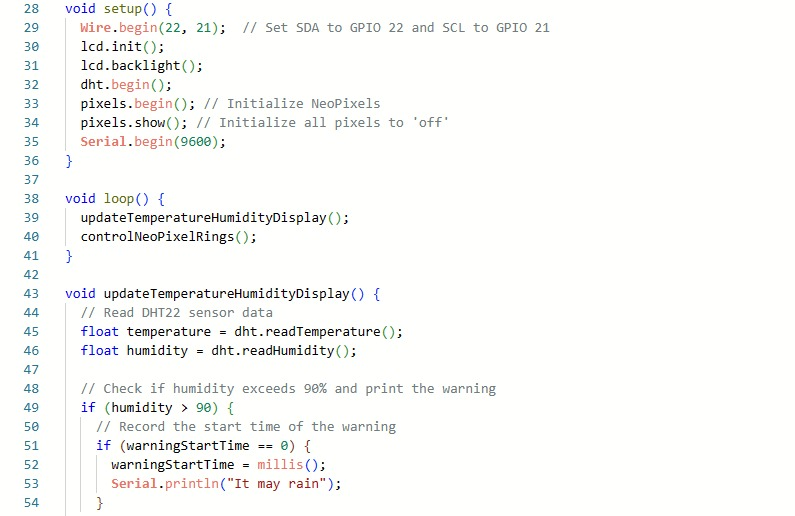 28 void setup() {
29 Wire.begin(22, 21);  // Set SDA to GPIO 22 and SCL to GPIO 21
30 lcd.init();
31 lcd.backlight();
32 dht.begin();
33 pixels.begin(); // Initialize NeoPixels
34 pixels.show(); // Initialize all pixels to 'off'
35 Serial.begin(9600);
36 }
37
38 void loop() {
39 updateTemperatureHumidityDisplay();
40 controlNeoPixelRings();
41 }
42
43 void updateTemperatureHumidityDisplay() {
44 // Read DHT22 sensor data
45 float temperature = dht.readTemperature();
46 float humidity = dht.readHumidity();
47
48 // Check if humidity exceeds 90% and print the warning
49 if (humidity > 90) {
50 // Record the start time of the warning
51 if (warningStartTime == 0) {
52 warningStartTime = millis();
53 Serial.println("It may rain");
54 }